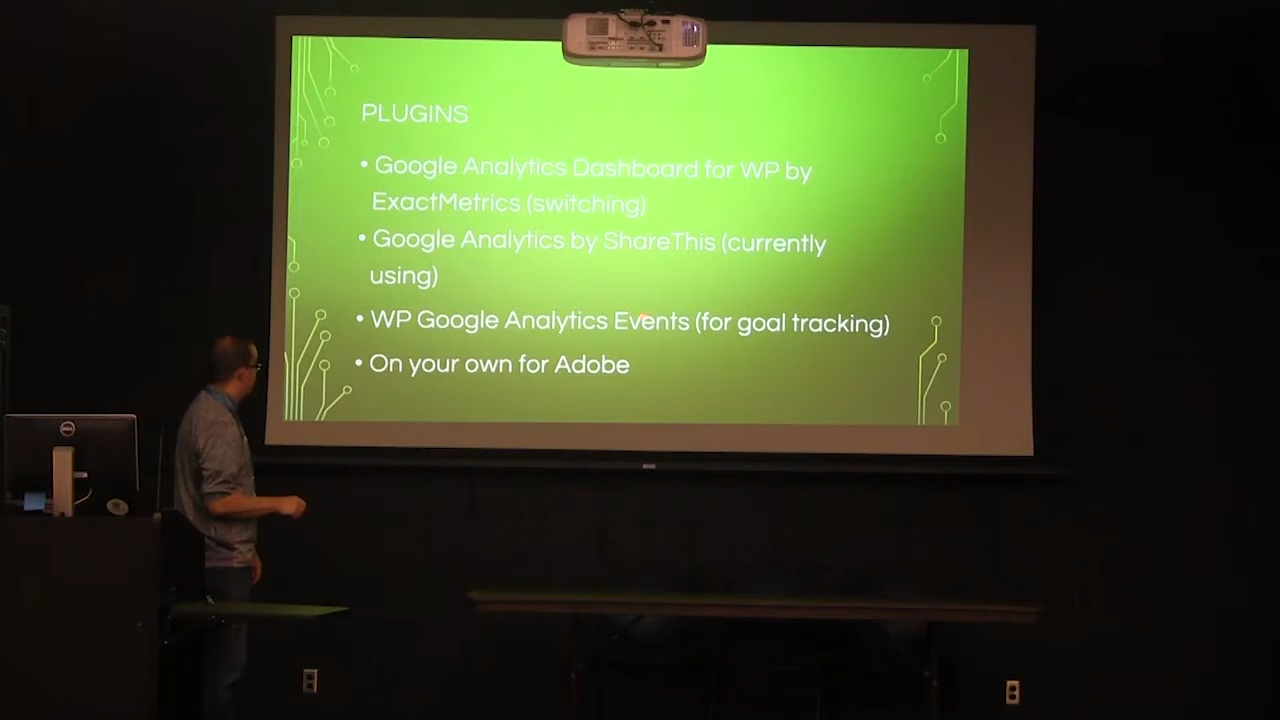 PLUGINS
• Google Analytics Dashboard for WP by
ExactMetrics (switching)
• Google Analytics by ShareThis (currently
using)
• WP Google Analytics Events (for goal tracking)
• On your own for Adobe
DELL